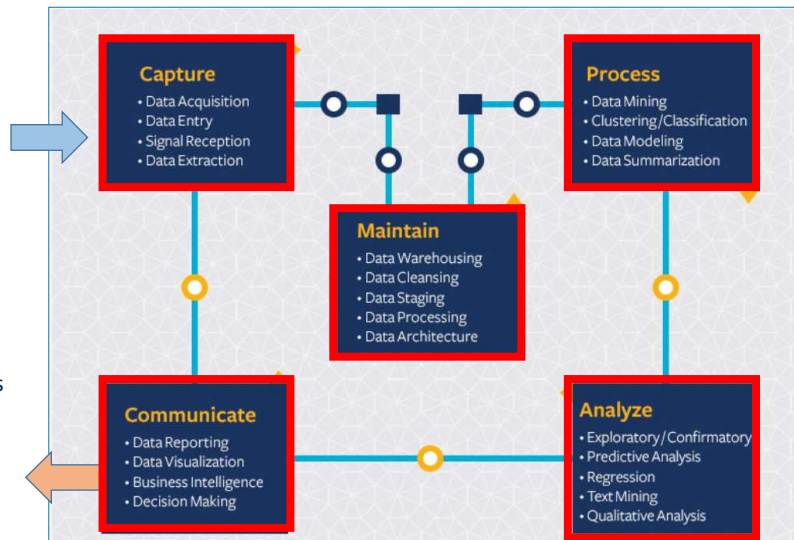 Capture
• Data Acquisition
• Data Entry
• Signal Reception
• Data Extraction
Process
• Data Mining
• Clustering/Classification
• Data Modeling
• Data Summarization
Maintain
• Data Warehousing
• Data Cleansing
• Data Staging
• Data Processing
• Data Architecture
s
Communicate
• Data Reporting
• Data Visualization
• Business Intelligence
• Decision Making
Analyze
• Exploratory/Confirmatory
• Predictive Analysis
• Regression
• Text Mining
• Qualitative Analysis